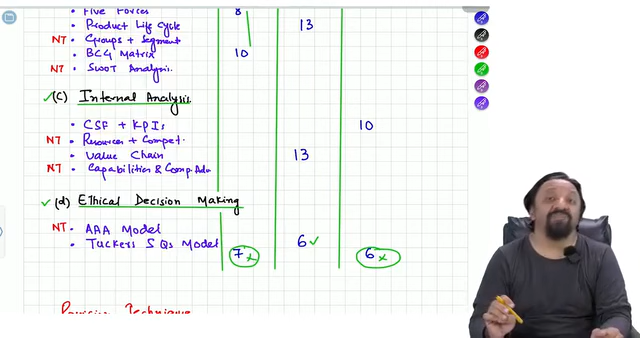 • Five Forces 8
• Product Life Cycle 13
NT • Groups + Segment
• BCG Matrix 10
NT • SWOT Analysis.
✓ (C) Internal Analysis
• CSF + KPIs 10
NT • Resources + Compet.
• Value Chain 13
NT • Capabilities & Comp. Adv
✓ (d) Ethical Decision Making
NT • AAA Model
• Tuckers 5 Qs Model 6 ✓
7 x 6 x
Revision Technique